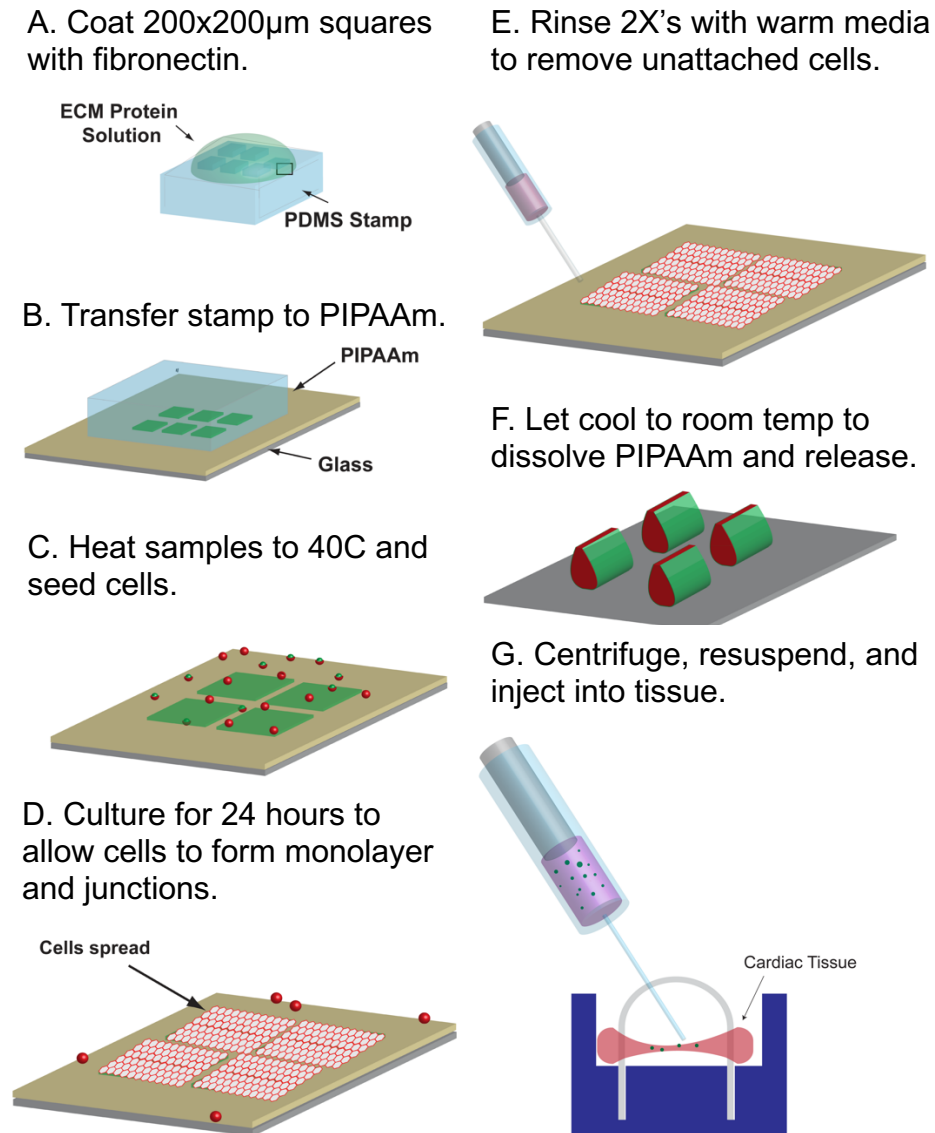 A. Coat 200x200µm squares
with fibronectin.
ECM Protein
Solution
PDMS Stamp
B. Transfer stamp to PIPAAm.
PIPAAm
Glass
C. Heat samples to 40C and
seed cells.
D. Culture for 24 hours to
allow cells to form monolayer
and junctions.
Cells spread
E. Rinse 2X's with warm media
to remove unattached cells.
F. Let cool to room temp to
dissolve PIPAAm and release.
G. Centrifuge, resuspend, and
inject into tissue.
Cardiac Tissue